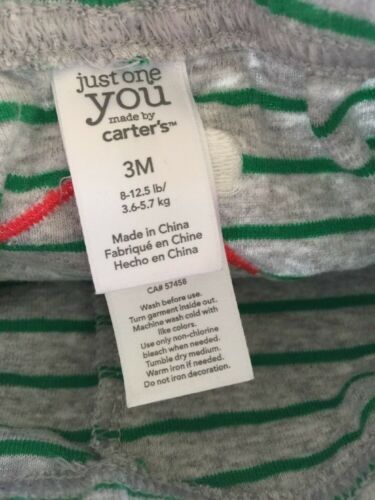 just one
you
made by
carter's™
3M
8-12.5 lb/
3.6-5.7 kg
Made in China
Fabriqué en Chine
Hecho en China
CA# 57458
Wash before use.
Turn garment inside out.
Machine wash cold with
like colors.
Use only non-chlorine
bleach when needed.
Tumble dry medium.
Warm iron if needed.
Do not iron decoration.